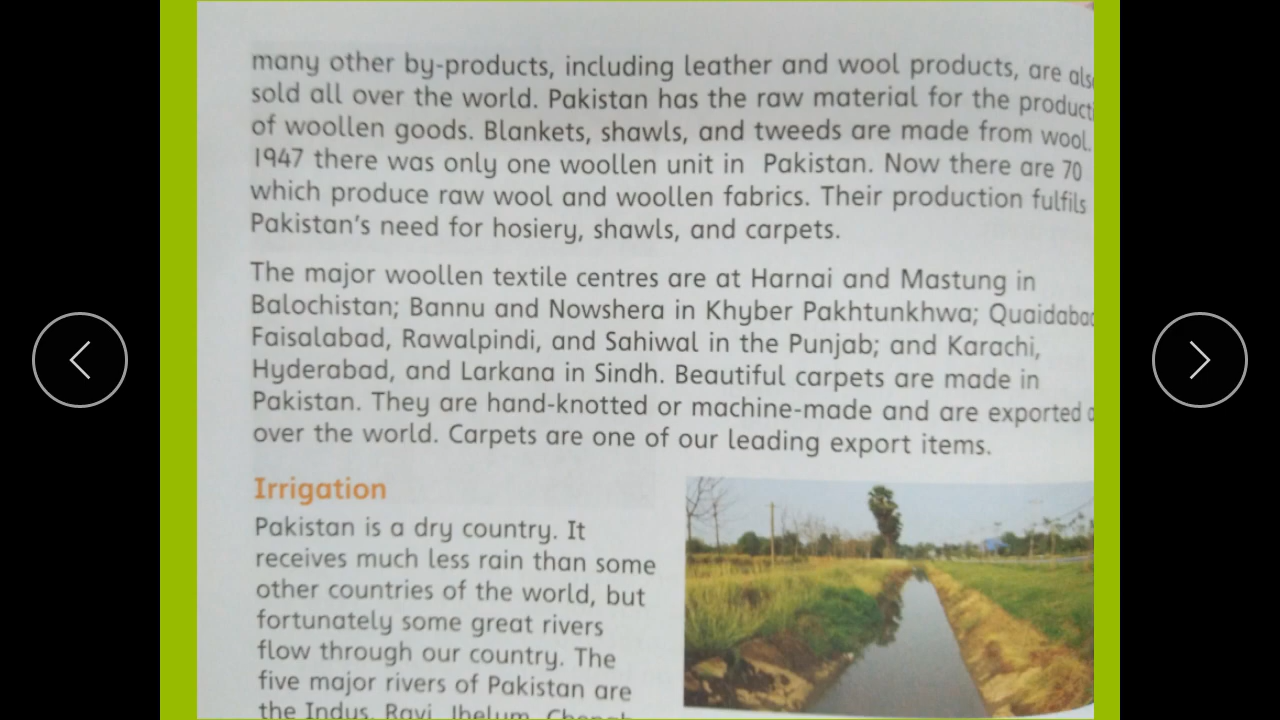 many other by-products, including leather and wool products, are
sold all over the world. Pakistan has the raw material for the
of woollen goods. Blankets, shawls, and tweeds are made from wool.
1947 there was only one woollen unit in Pakistan. Now there are 70
which produce raw wool and woollen fabrics. Their production fulfils
Pakistan's need for hosiery, shawls, and carpets.
The major woollen textile centres are at Harnai and Mastung in
Balochistan; Bannu and Nowshera in Khyber Pakhtunkhwa;
Faisalabad, Rawalpindi, and Sahiwal in the Punjab; and Karachi,
Hyderabad, and Larkana in Sindh. Beautiful carpets are made in
Pakistan. They are hand-knotted or machine-made and are exported
over the world. Carpets are one of our leading export items.
Irrigation
Pakistan is a dry country. It
receives much less rain than some
other countries of the world, but
fortunately some great rivers
flow through our country. The
five major rivers of Pakistan are
the Indus, Ravi, Jhelum,